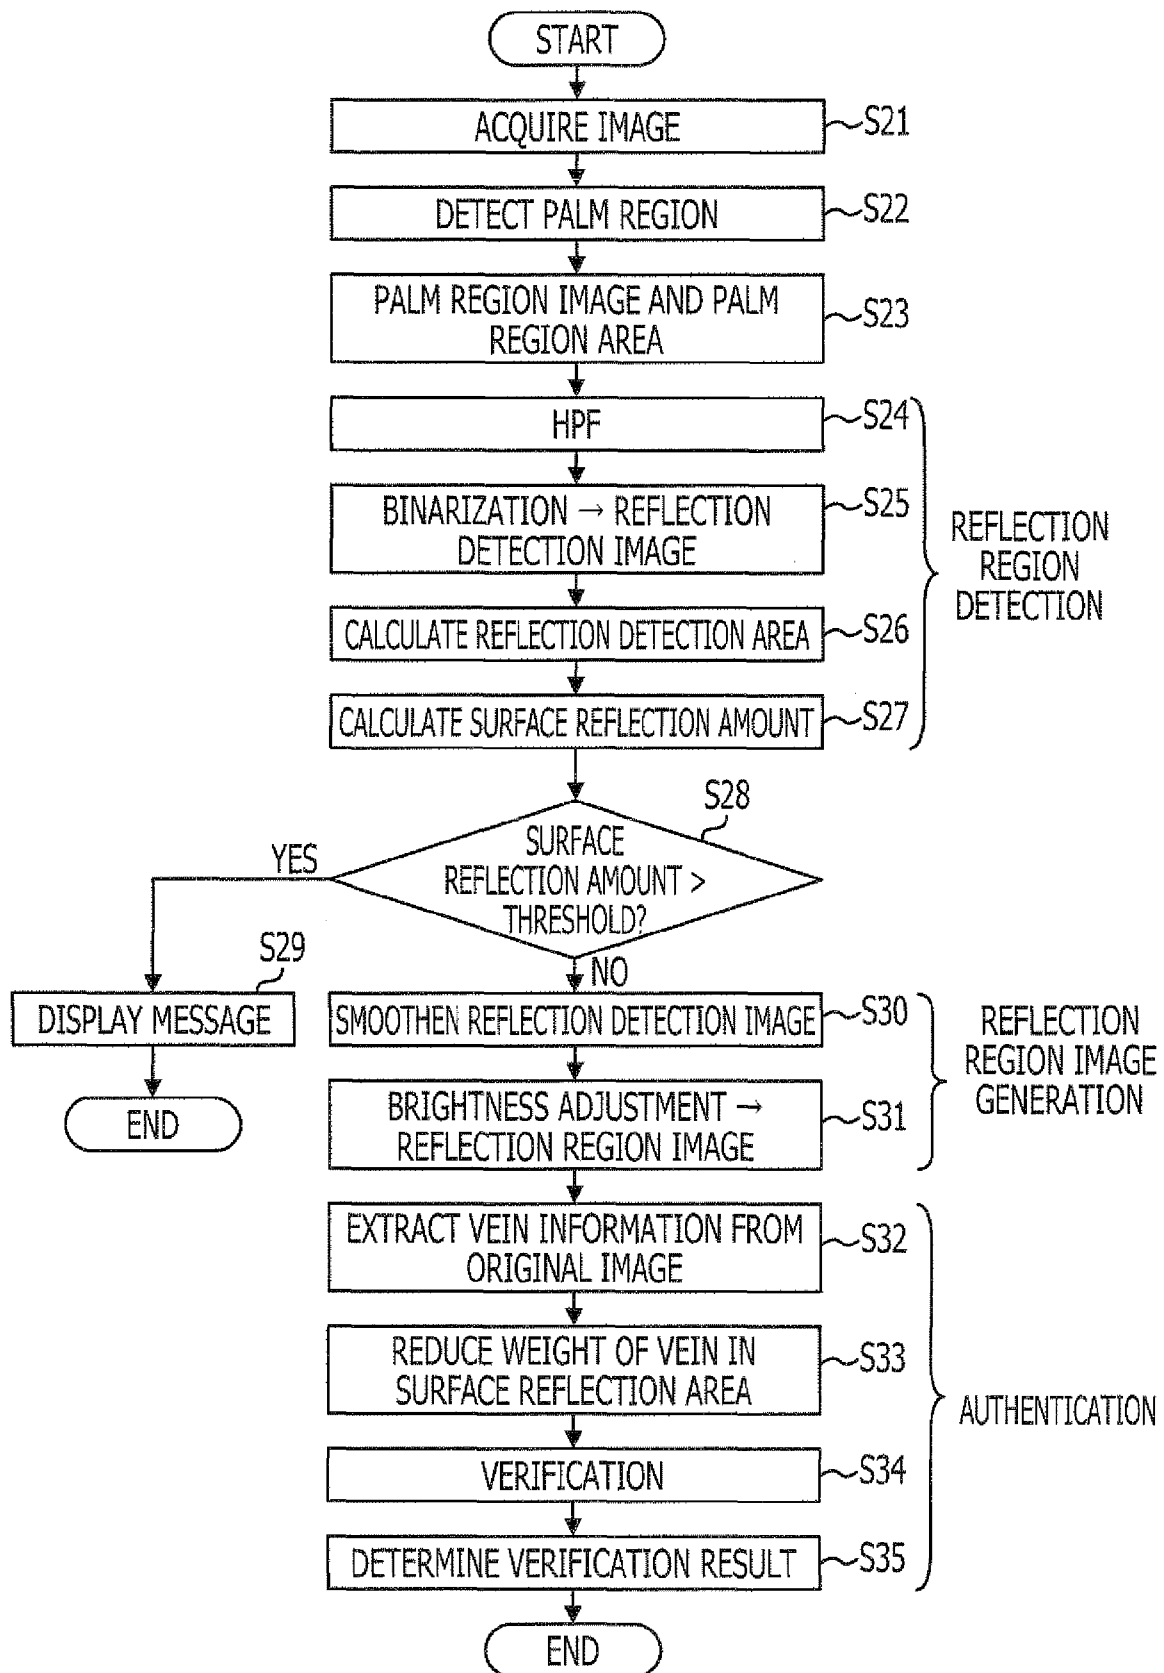 START
ACQUIRE IMAGE
S21
DETECT PALM REGION
S22
PALM REGION IMAGE AND PALM
REGION AREA
S23
HPF
S24
BINARIZATION → REFLECTION
DETECTION IMAGE
S25
CALCULATE REFLECTION DETECTION AREA
S26
CALCULATE SURFACE REFLECTION AMOUNT
S27
REFLECTION
REGION
DETECTION
S28
SURFACE
REFLECTION AMOUNT >
THRESHOLD?
YES
NO
S29
DISPLAY MESSAGE
END
SMOOTHEN REFLECTION DETECTION IMAGE
S30
BRIGHTNESS ADJUSTMENT →
REFLECTION REGION IMAGE
S31
REFLECTION
REGION IMAGE
GENERATION
EXTRACT VEIN INFORMATION FROM
ORIGINAL IMAGE
S32
REDUCE WEIGHT OF VEIN IN
SURFACE REFLECTION AREA
S33
VERIFICATION
S34
DETERMINE VERIFICATION RESULT
S35
AUTHENTICATION
END